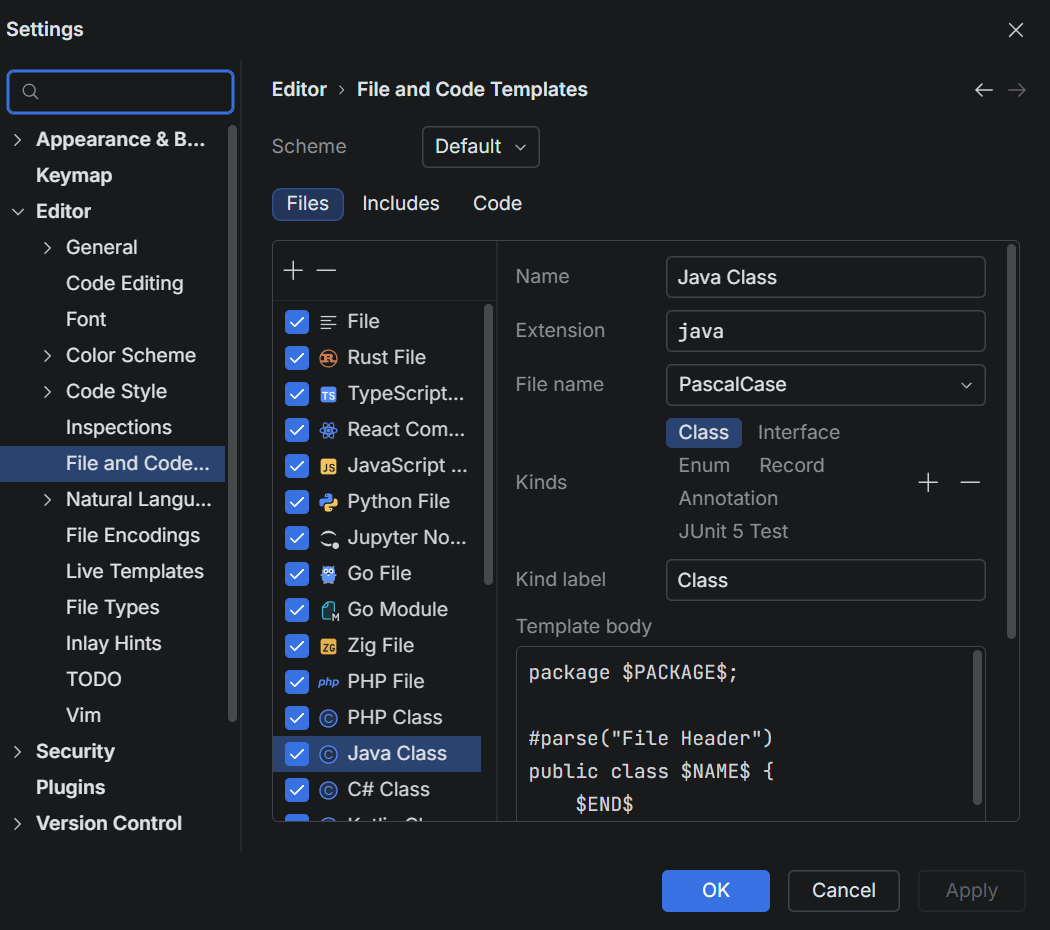 Settings
Appearance & B...
Keymap
Editor
General
Code Editing
Font
Color Scheme
Code Style
Inspections
File and Code...
Natural Langu...
File Encodings
Live Templates
File Types
Inlay Hints
TODO
Vim
Security
Plugins
Version Control
Editor › File and Code Templates
Scheme Default
Files Includes Code
File
Rust File
TS TypeScript...
React Com...
JS JavaScript ...
Python File
Jupyter No...
Go File
M Go Module
ZG Zig File
php PHP File
C PHP Class
C Java Class
C C# Class
Name Java Class
Extension java
File name PascalCase
Kinds
Class Interface
Enum Record
Annotation
JUnit 5 Test
Kind label Class
Template body
package $PACKAGE$;
#parse("File Header")
public class $NAME$ {
$END$
OK Cancel Apply